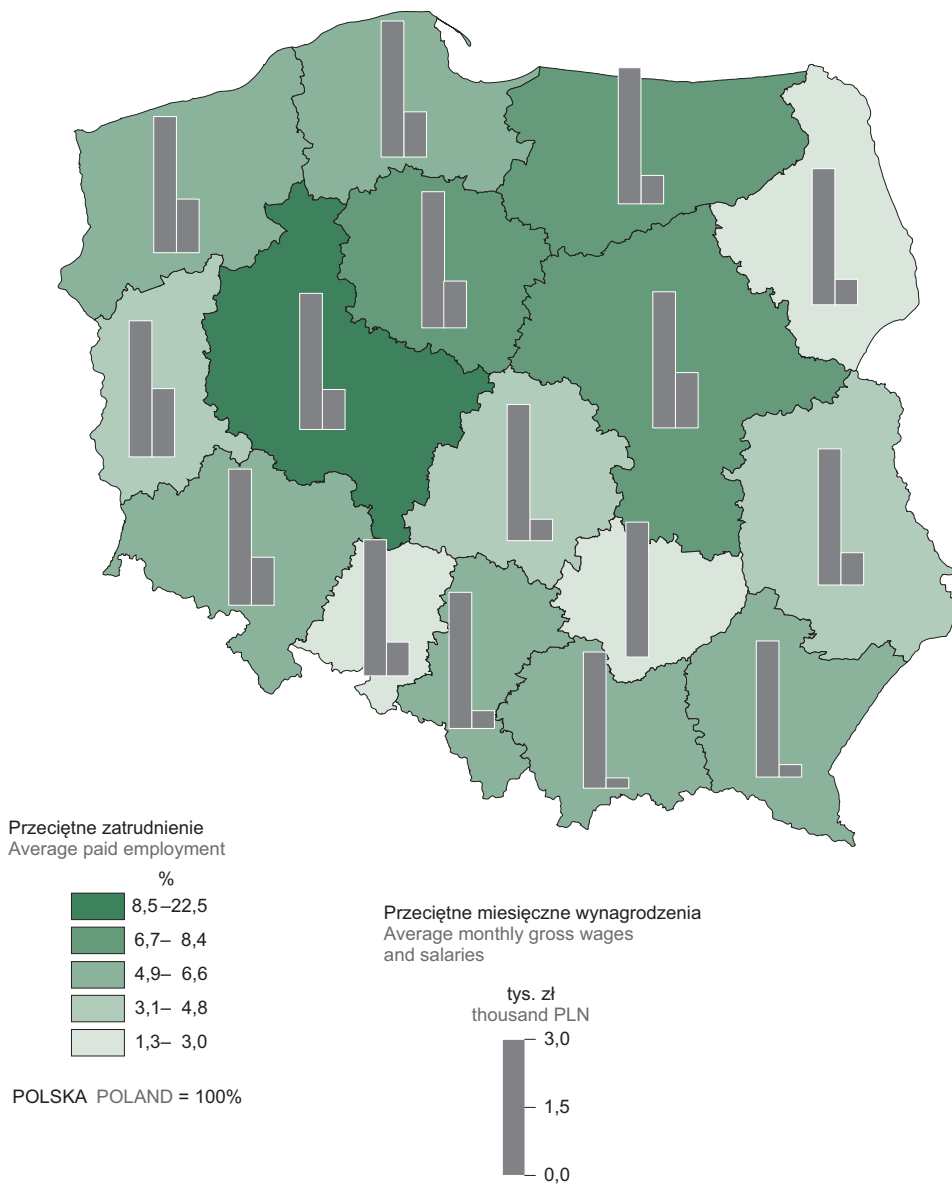 Przeciętne zatrudnienie
Average paid employment
%
8,5 –22,5
6,7– 8,4
4,9– 6,6
3,1– 4,8
1,3– 3,0
POLSKA POLAND = 100%
Przeciętne miesięczne wynagrodzenia
Average monthly gross wages
and salaries
tys. zł
thousand PLN
3,0
1,5
0,0